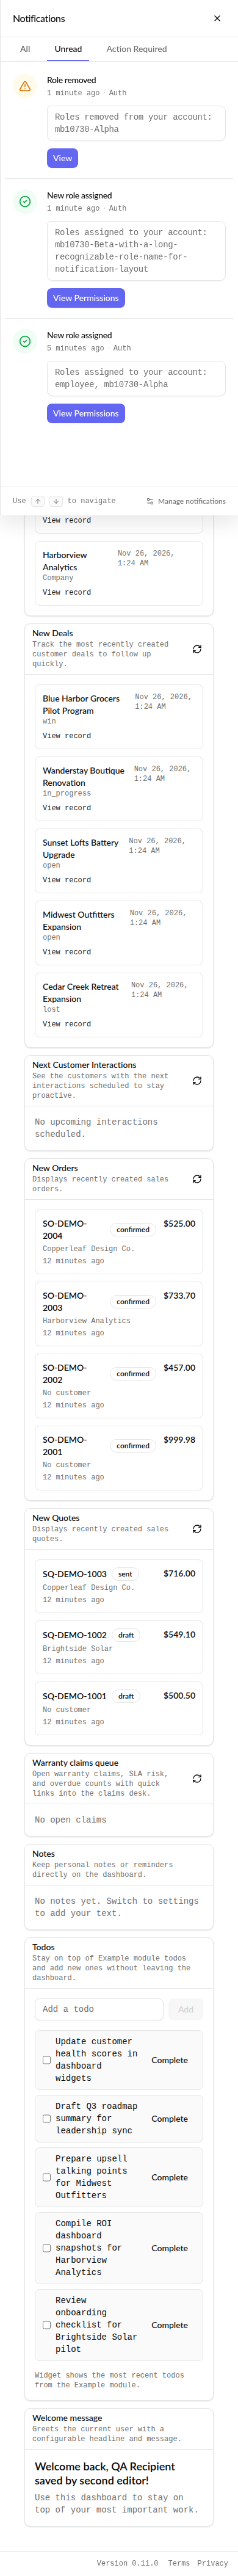 Notifications
All Unread Action Required
Role removed
1 minute ago · Auth
Roles removed from your account:
mb10730-Alpha
View
New role assigned
1 minute ago · Auth
Roles assigned to your account:
mb10730-Beta-with-a-long-
recognizable-role-name-for-
notification-layout
View Permissions
New role assigned
5 minutes ago · Auth
Roles assigned to your account:
employee, mb10730-Alpha
View Permissions
Use ↑ ↓ to navigate Manage notifications
View record
Harborview Nov 26, 2026,
Analytics 1:24 AM
Company
View record
New Deals
Track the most recently created
customer deals to follow up
quickly.
Blue Harbor Grocers Nov 26, 2026,
Pilot Program 1:24 AM
win
View record
Wanderstay Boutique Nov 26, 2026,
Renovation 1:24 AM
in_progress
View record
Sunset Lofts Battery Nov 26, 2026,
Upgrade 1:24 AM
open
View record
Midwest Outfitters Nov 26, 2026,
Expansion 1:24 AM
open
View record
Cedar Creek Retreat Nov 26, 2026,
Expansion 1:24 AM
lost
View record
Next Customer Interactions
See the customers with the next
interactions scheduled to stay
proactive.
No upcoming interactions
scheduled.
New Orders
Displays recently created sales
orders.
SO-DEMO-
2004 confirmed $525.00
Copperleaf Design Co.
12 minutes ago
SO-DEMO-
2003 confirmed $733.70
Harborview Analytics
12 minutes ago
SO-DEMO-
2002 confirmed $457.00
No customer
12 minutes ago
SO-DEMO-
2001 confirmed $999.98
No customer
12 minutes ago
New Quotes
Displays recently created sales
quotes.
SQ-DEMO-1003 sent $716.00
Copperleaf Design Co.
12 minutes ago
SQ-DEMO-1002 draft $549.10
Brightside Solar
12 minutes ago
SQ-DEMO-1001 draft $500.50
No customer
12 minutes ago
Warranty claims queue
Open warranty claims, SLA risk,
and overdue counts with quick
links into the claims desk.
No open claims
Notes
Keep personal notes or reminders
directly on the dashboard.
No notes yet. Switch to settings
to add your text.
Todos
Stay on top of Example module todos
and add new ones without leaving the
dashboard.
Add a todo Add
Update customer
health scores in
dashboard
widgets
Complete
Draft Q3 roadmap
summary for
leadership sync
Complete
Prepare upsell
talking points
for Midwest
Outfitters
Complete
Compile ROI
dashboard
snapshots for
Harborview
Analytics
Complete
Review
onboarding
checklist for
Brightside Solar
pilot
Complete
Widget shows the most recent todos
from the Example module.
Welcome message
Greets the current user with a
configurable headline and message.
Welcome back, QA Recipient
saved by second editor!
Use this dashboard to stay on
top of your most important work.
Version 0.11.0 Terms Privacy